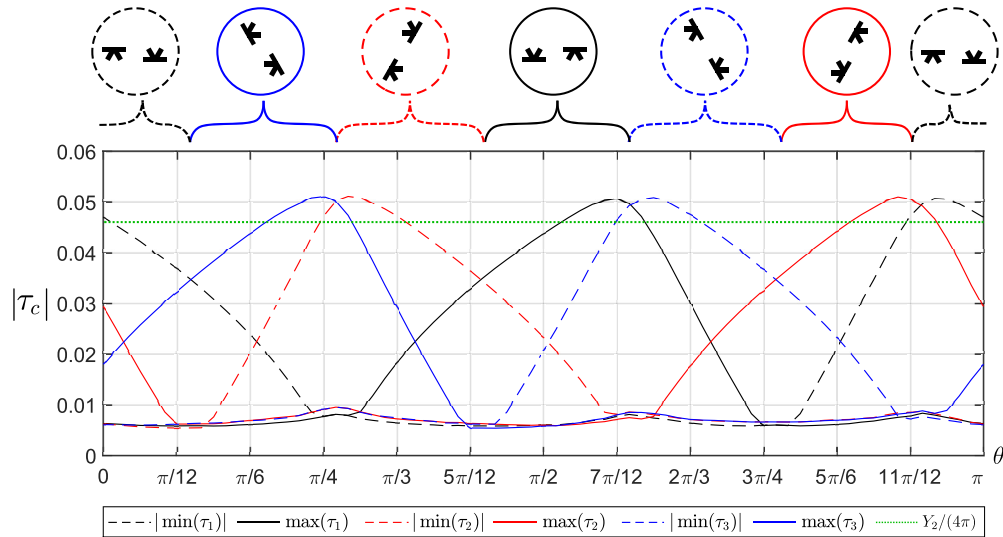 0.06
0.05
0.04
0.03
0.02
0.01
0
|τ_c|
0 π/12 π/6 π/4 π/3 5π/12 π/2 7π/12 2π/3 3π/4 5π/6 11π/12 π θ
|min(τ₁)| max(τ₁) |min(τ₂)| max(τ₂) |min(τ₃)| max(τ₃) Y₂/(4π)